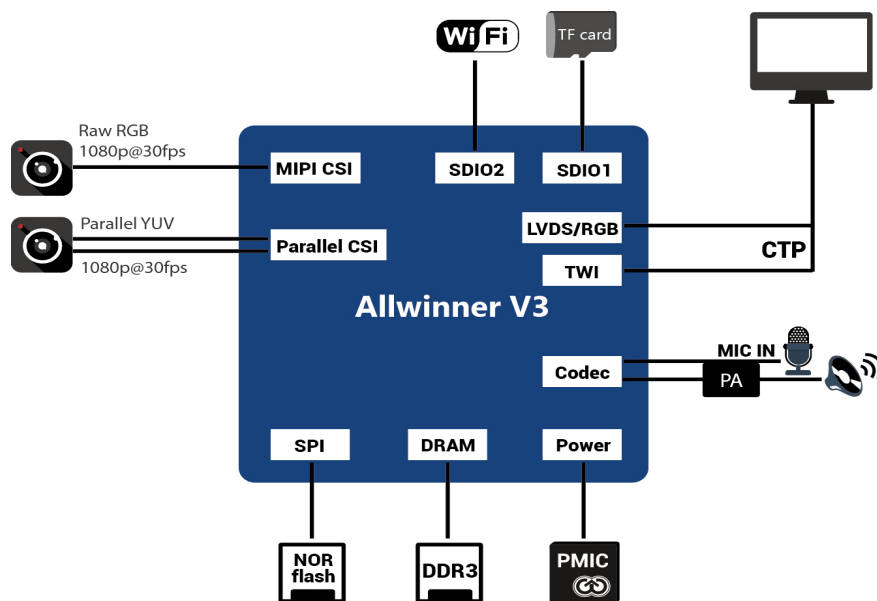 Wi Fi
TF card
Raw RGB
1080p@30fps
MIPI CSI
SDIO2
SDIO1
Parallel YUV
1080p@30fps
Parallel CSI
LVDS/RGB
TWI
CTP
Allwinner V3
MIC IN
Codec
PA
SPI
DRAM
Power
NOR
flash
DDR3
PMIC